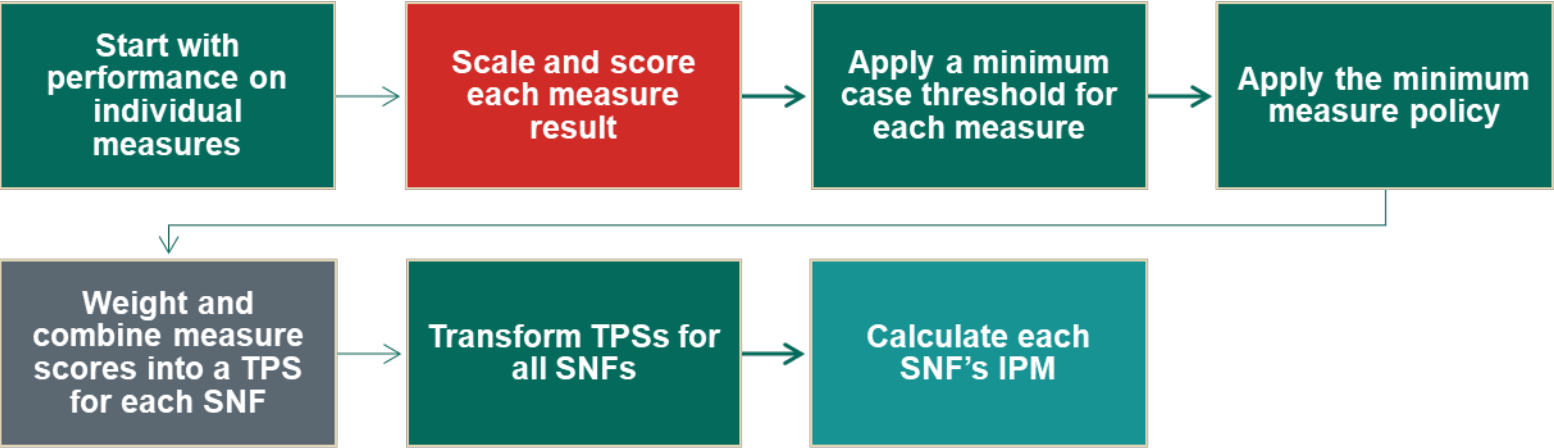 Start with
performance on
individual
measures
Scale and score
each measure
result
Apply a minimum
case threshold for
each measure
Apply the minimum
measure policy
Weight and
combine measure
scores into a TPS
for each SNF
Transform TPSs for
all SNFs
Calculate each
SNF’s IPM